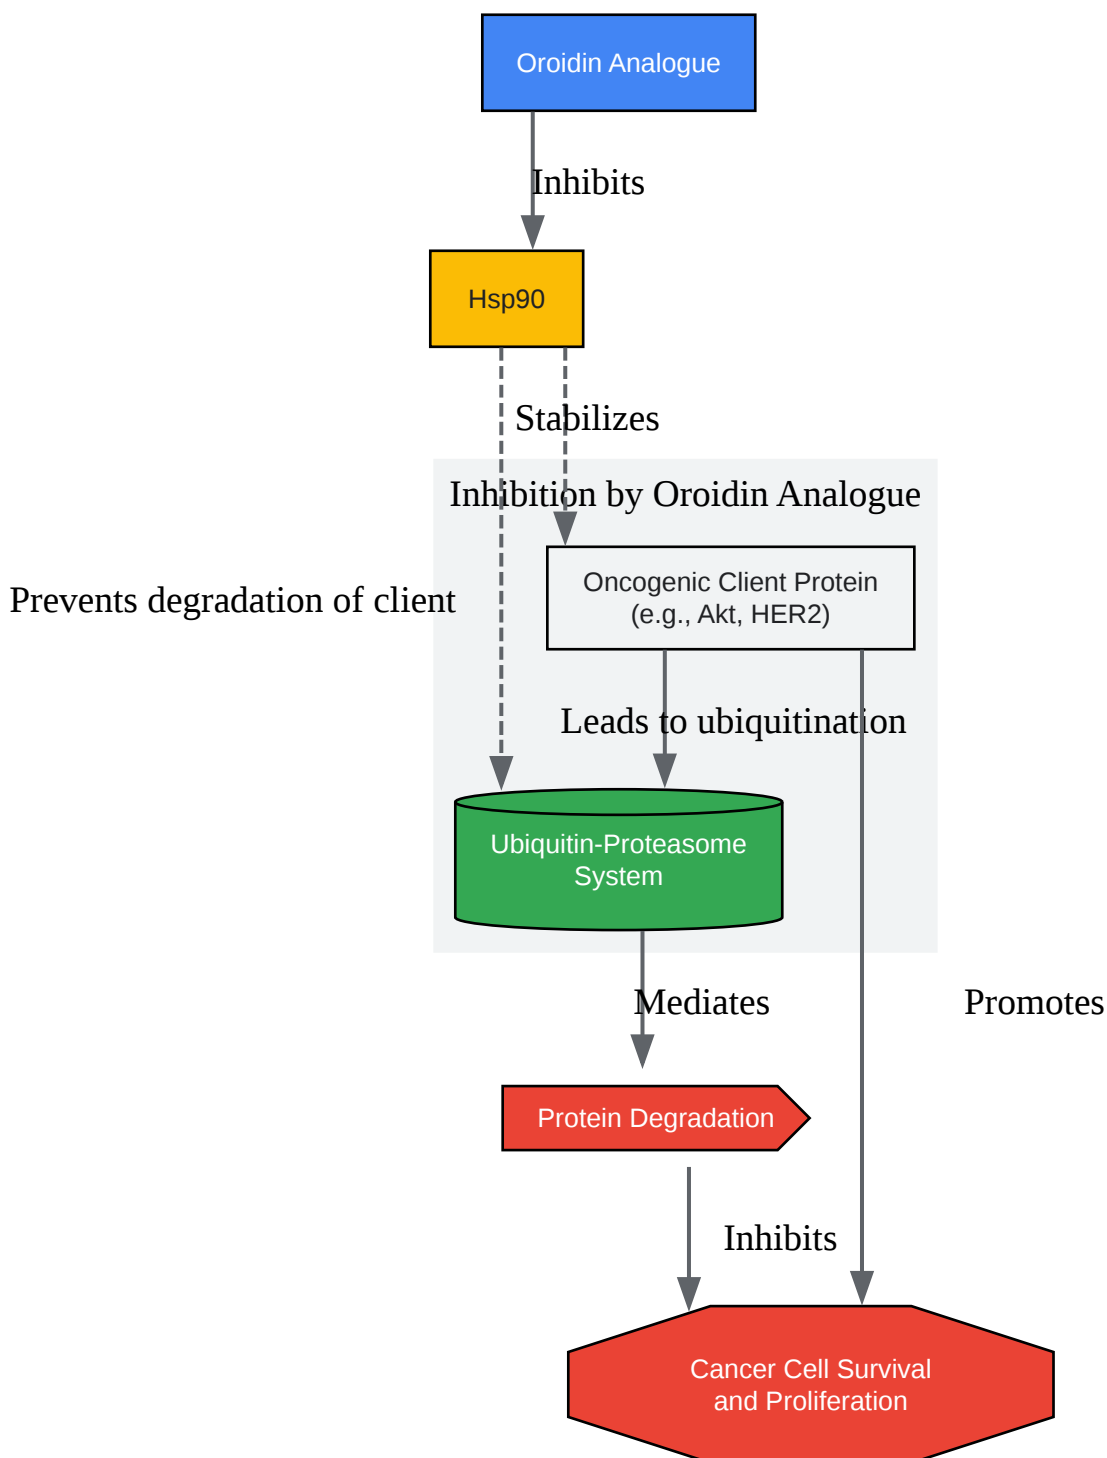 Oroidin Analogue
Inhibits
Hsp90
Stabilizes
Inhibition by Oroidin Analogue
Oncogenic Client Protein
(e.g., Akt, HER2)
Prevents degradation of client
Leads to ubiquitination
Ubiquitin-Proteasome
System
Mediates
Promotes
Protein Degradation
Inhibits
Cancer Cell Survival
and Proliferation